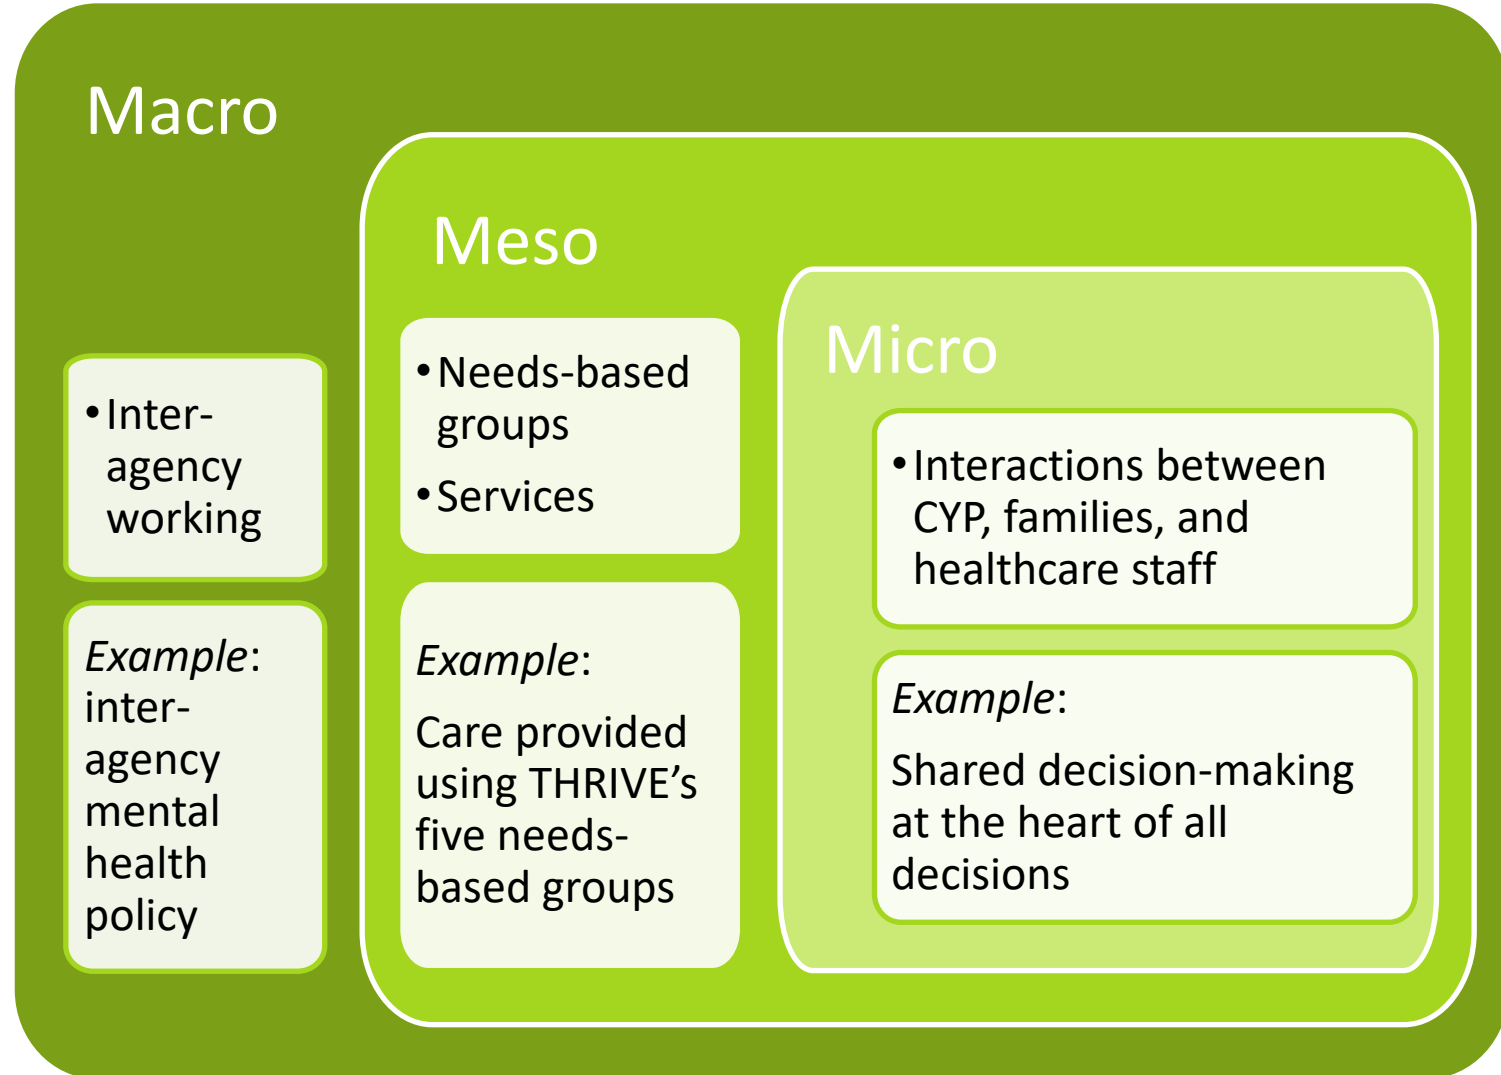 Macro
• Inter-
agency
working
Example:
inter-
agency
mental
health
policy
Meso
• Needs-based
groups
• Services
Example:
Care provided
using THRIVE’s
five needs-
based groups
Micro
• Interactions between
CYP, families, and
healthcare staff
Example:
Shared decision-making
at the heart of all
decisions